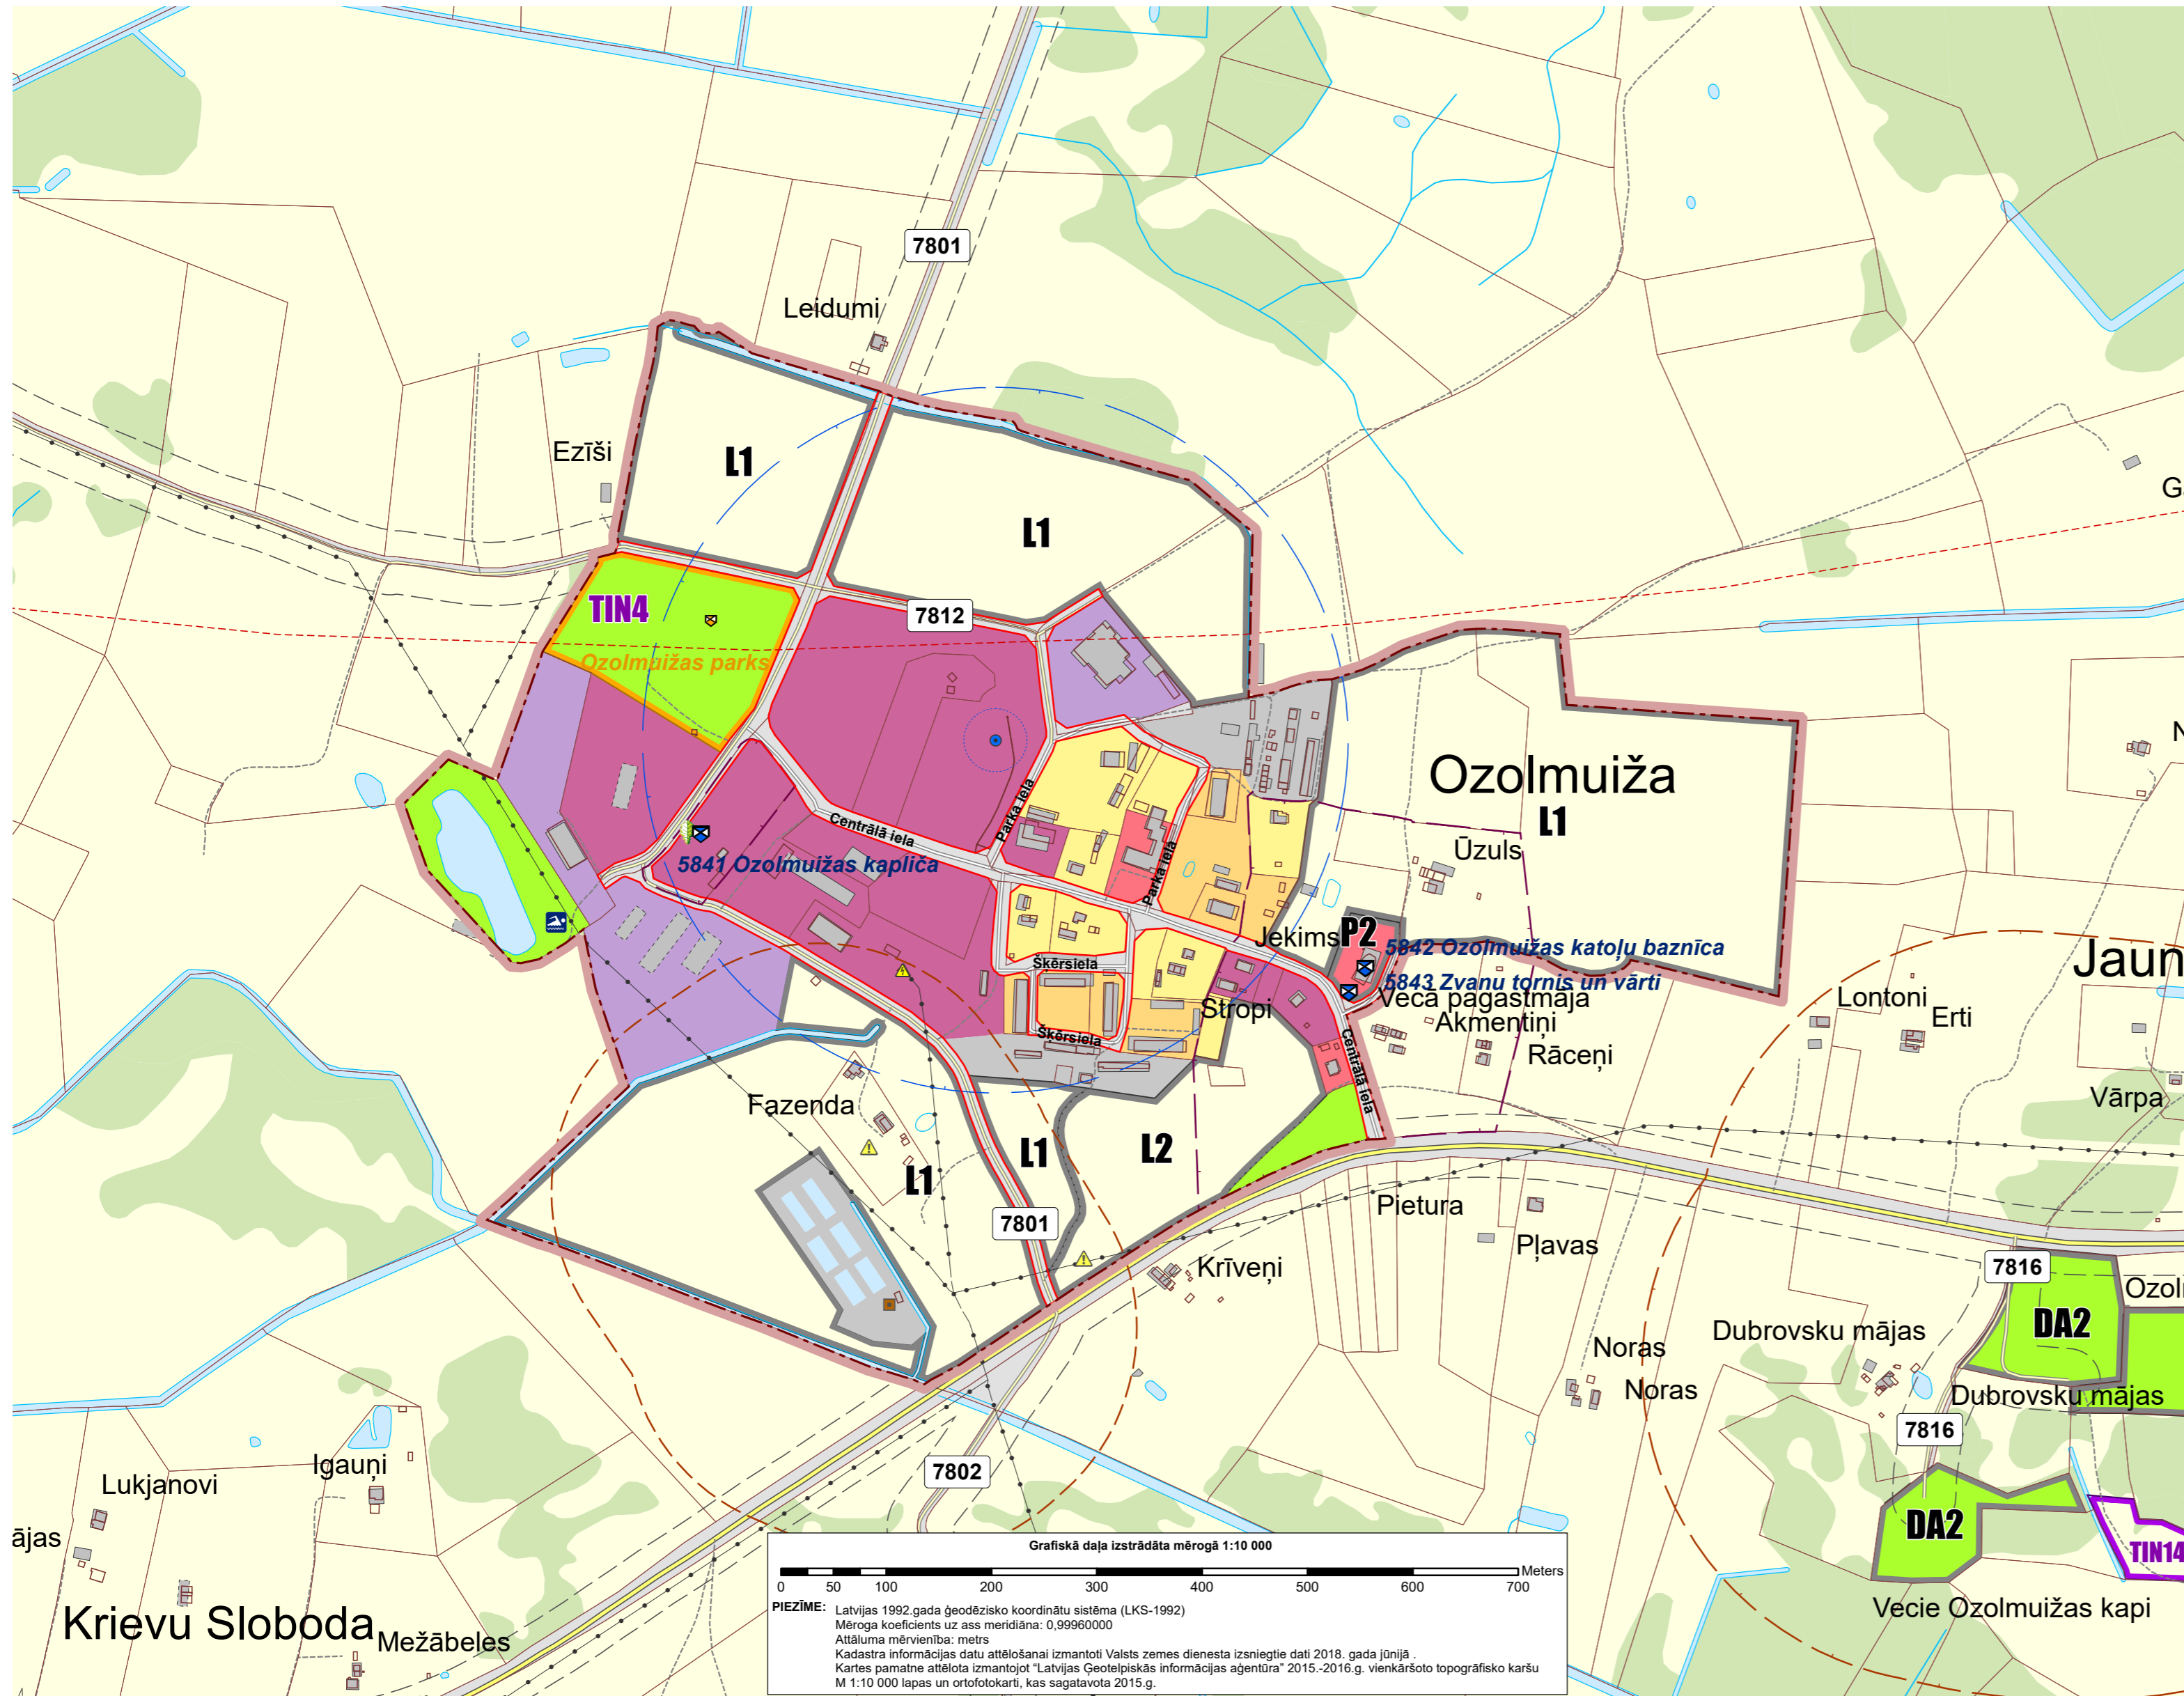 7801
Leidumi
Ezīši
L1
G
L1
TIN4
7812
Ozolmuižas parks
N
Ozolmuiža
L1
Parka iela
Centrālā iela
Ūzuls
5841 Ozolmuižas kapliča
Parka iela
Jekims
P2
5842 Ozolmuižas katoļu baznīca
Jaun
Šķērsiela
5843 Zvanu tornis un vārti
Vecā pagastmāja
Stropi
Lontoni
Akmentiņi
Erti
Šķērsiela
Rāceņi
Centrālā iela
Fazenda
Vārpa
L1
L2
L1
7801
Pietura
Pļavas
Krīveņi
7816
Ozol
DA2
Dubrovsku mājas
Noras
Noras
Dubrovsku mājas
7816
Igauņi
7802
Lukjanovi
DA2
ājas
TIN14
Vecie Ozolmuižas kapi
Krievu Sloboda
Mežābeles
Grafiskā daļa izstrādāta mērogā 1:10 000
Meters
0 50 100 200 300 400 500 600 700
PIEZĪME: Latvijas 1992.gada ģeodēzisko koordinātu sistēma (LKS-1992)
Mēroga koeficients uz ass meridiāna: 0,99960000
Attāluma mērvienība: metrs
Kadastra informācijas datu attēlošanai izmantoti Valsts zemes dienesta izsniegtie dati 2018. gada jūnijā .
Kartes pamatne attēlota izmantojot “Latvijas Ģeotelpiskās informācijas aģentūra” 2015.-2016.g. vienkāršoto topogrāfisko karšu
M 1:10 000 lapas un ortofotokarti, kas sagatavota 2015.g.